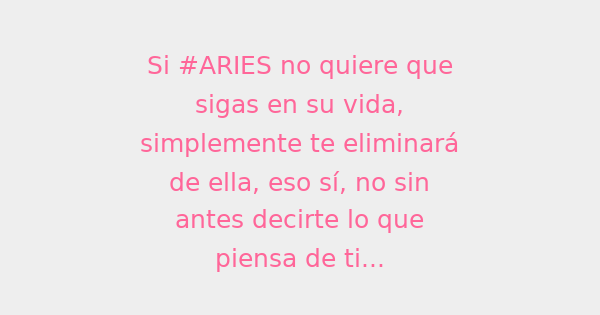 Si #ARIES no quiere que
sigas en su vida,
simplemente te eliminará
de ella, eso sí, no sin
antes decirte lo que
piensa de ti...